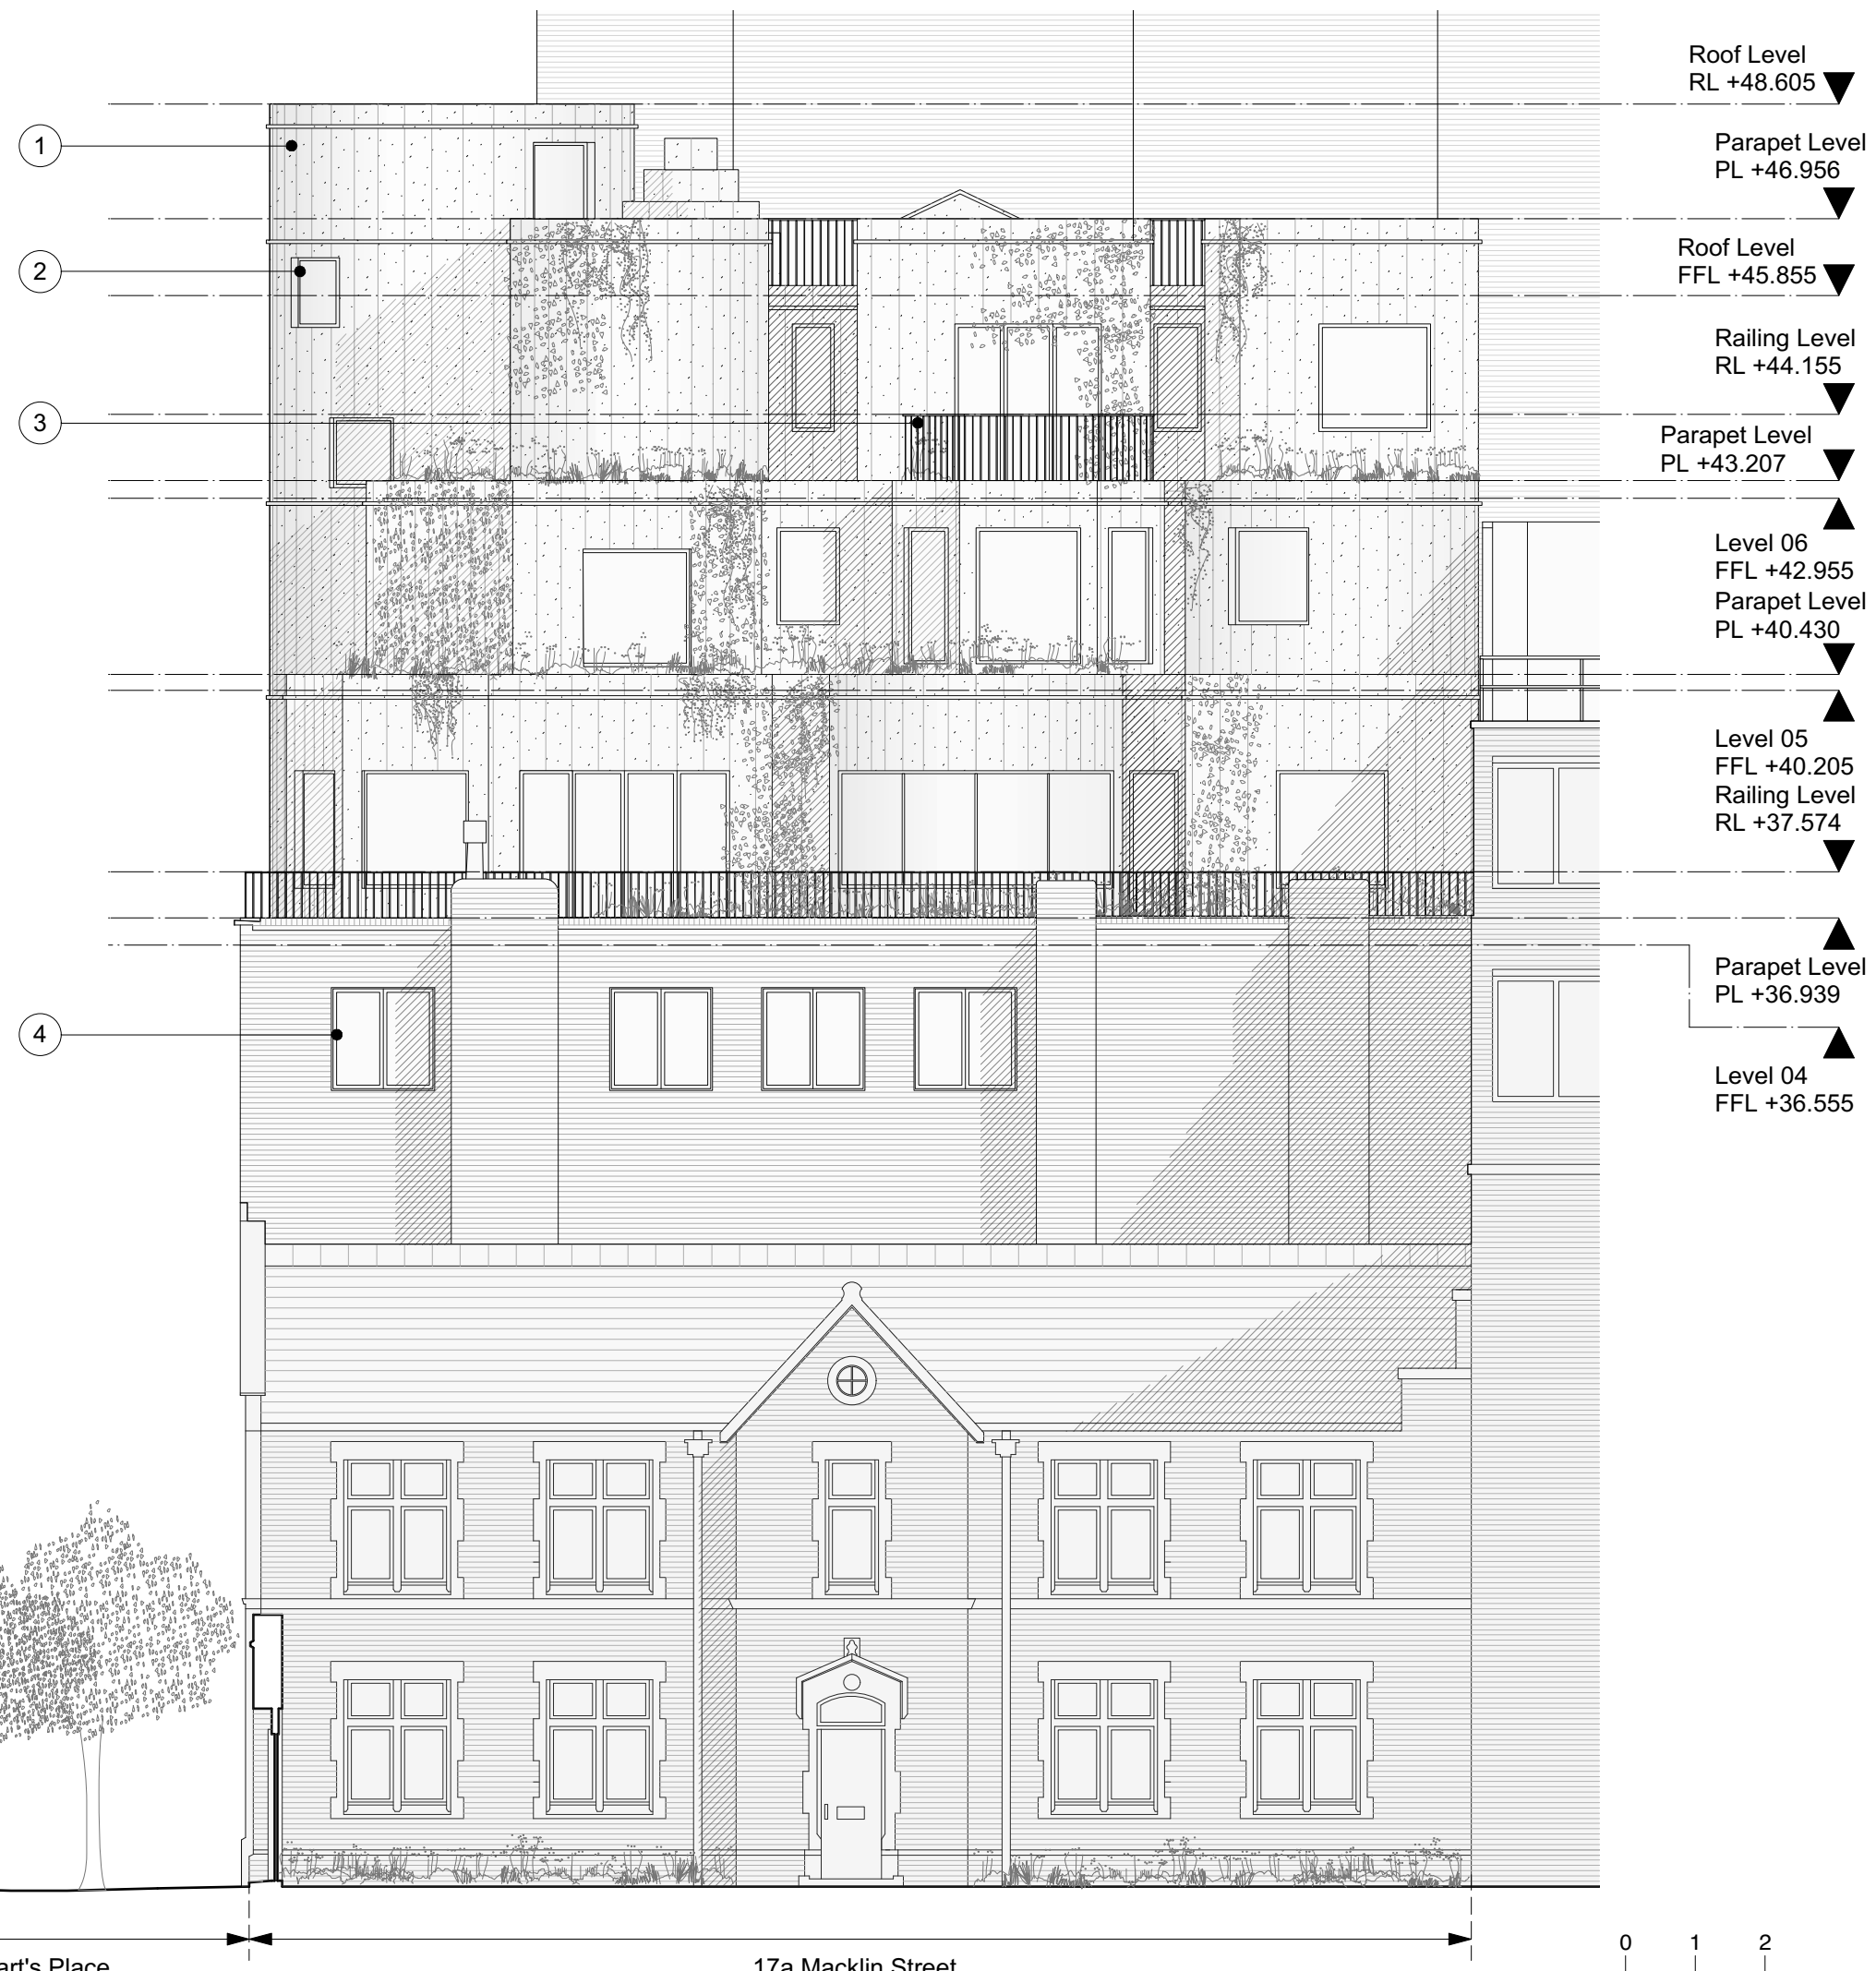 Roof Level
RL +48.605
1
Parapet Level
PL +46.956
2
Roof Level
FFL +45.855
Railing Level
RL +44.155
3
Parapet Level
PL +43.207
Level 06
FFL +42.955
Parapet Level
PL +40.430
Level 05
FFL +40.205
Railing Level
RL +37.574
Parapet Level
PL +36.939
4
Level 04
FFL +36.555
0 1 2
art's Place
17a Macklin Street